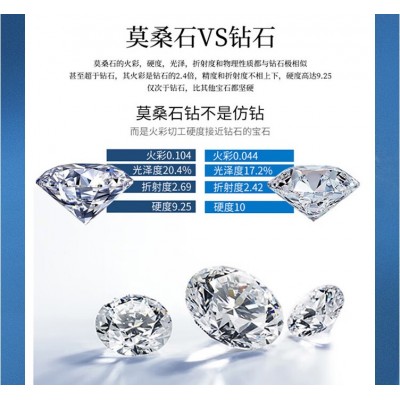 莫桑石VS钻石
莫桑石的火彩，硬度，光泽，折射度和物理性质都与钻石极相似
甚至超于钻石，其火彩是钻石的2.4倍，精度和折射度不相上下，硬度高达9.25
仅次于钻石，比其他宝石都坚硬
莫桑石钻不是仿钻
而是火彩切工硬度接近钻石的宝石
火彩0.104 火彩0.044
光泽度20.4% 光泽度17.2%
折射度2.69 折射度2.42
硬度9.25 硬度10